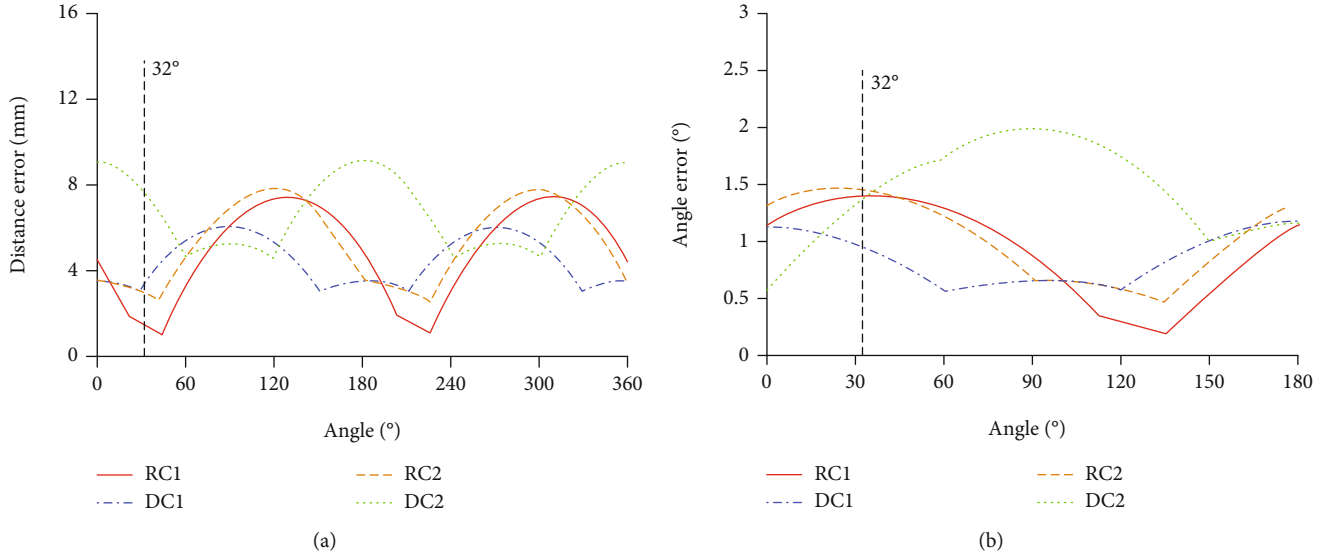 16
12
8
4
0
Distance error (mm)
32°
0
60
120
180
240
300
360
Angle (°)
RC1
RC2
DC1
DC2
(a)
3
2.5
2
1.5
1
0.5
0
Angle error (°)
32°
0
30
60
90
120
150
180
Angle (°)
RC1
RC2
DC1
DC2
(b)